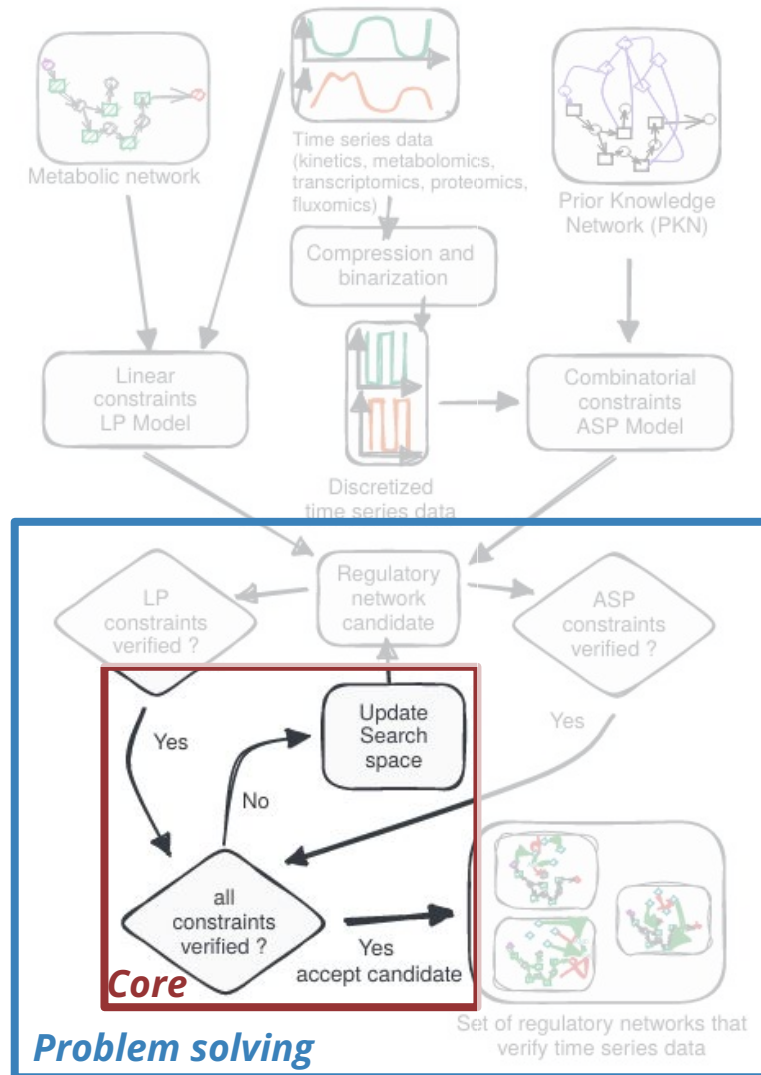 Metabolic network
Time series data
(kinetics, metabolomics,
transcriptomics, proteomics,
fluxomics)
Prior Knowledge
Network (PKN)
Compression and
binarization
Linear
constraints
LP Model
Combinatorial
constraints
ASP Model
Discretized
time series data
LP
constraints
verified ?
Regulatory
network
candidate
ASP
constraints
verified ?
Update
Search
space
Yes
Yes
No
all
constraints
verified ?
Yes
accept candidate
Core
Set of regulatory networks that
verify time series data
Problem solving